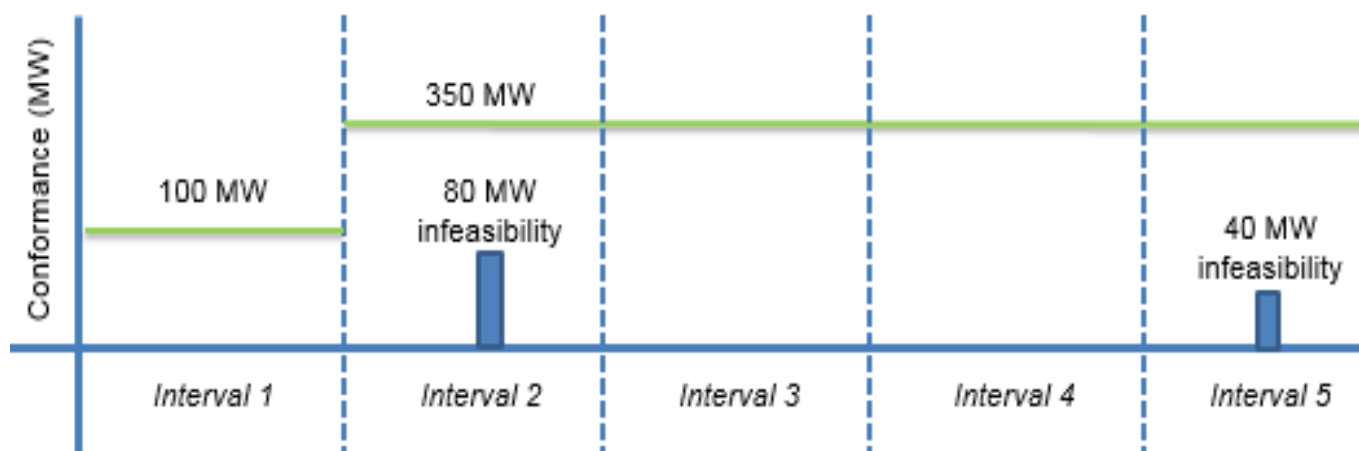 Conformance (MW)
350 MW
100 MW
80 MW
infeasibility
40 MW
infeasibility
Interval 1
Interval 2
Interval 3
Interval 4
Interval 5